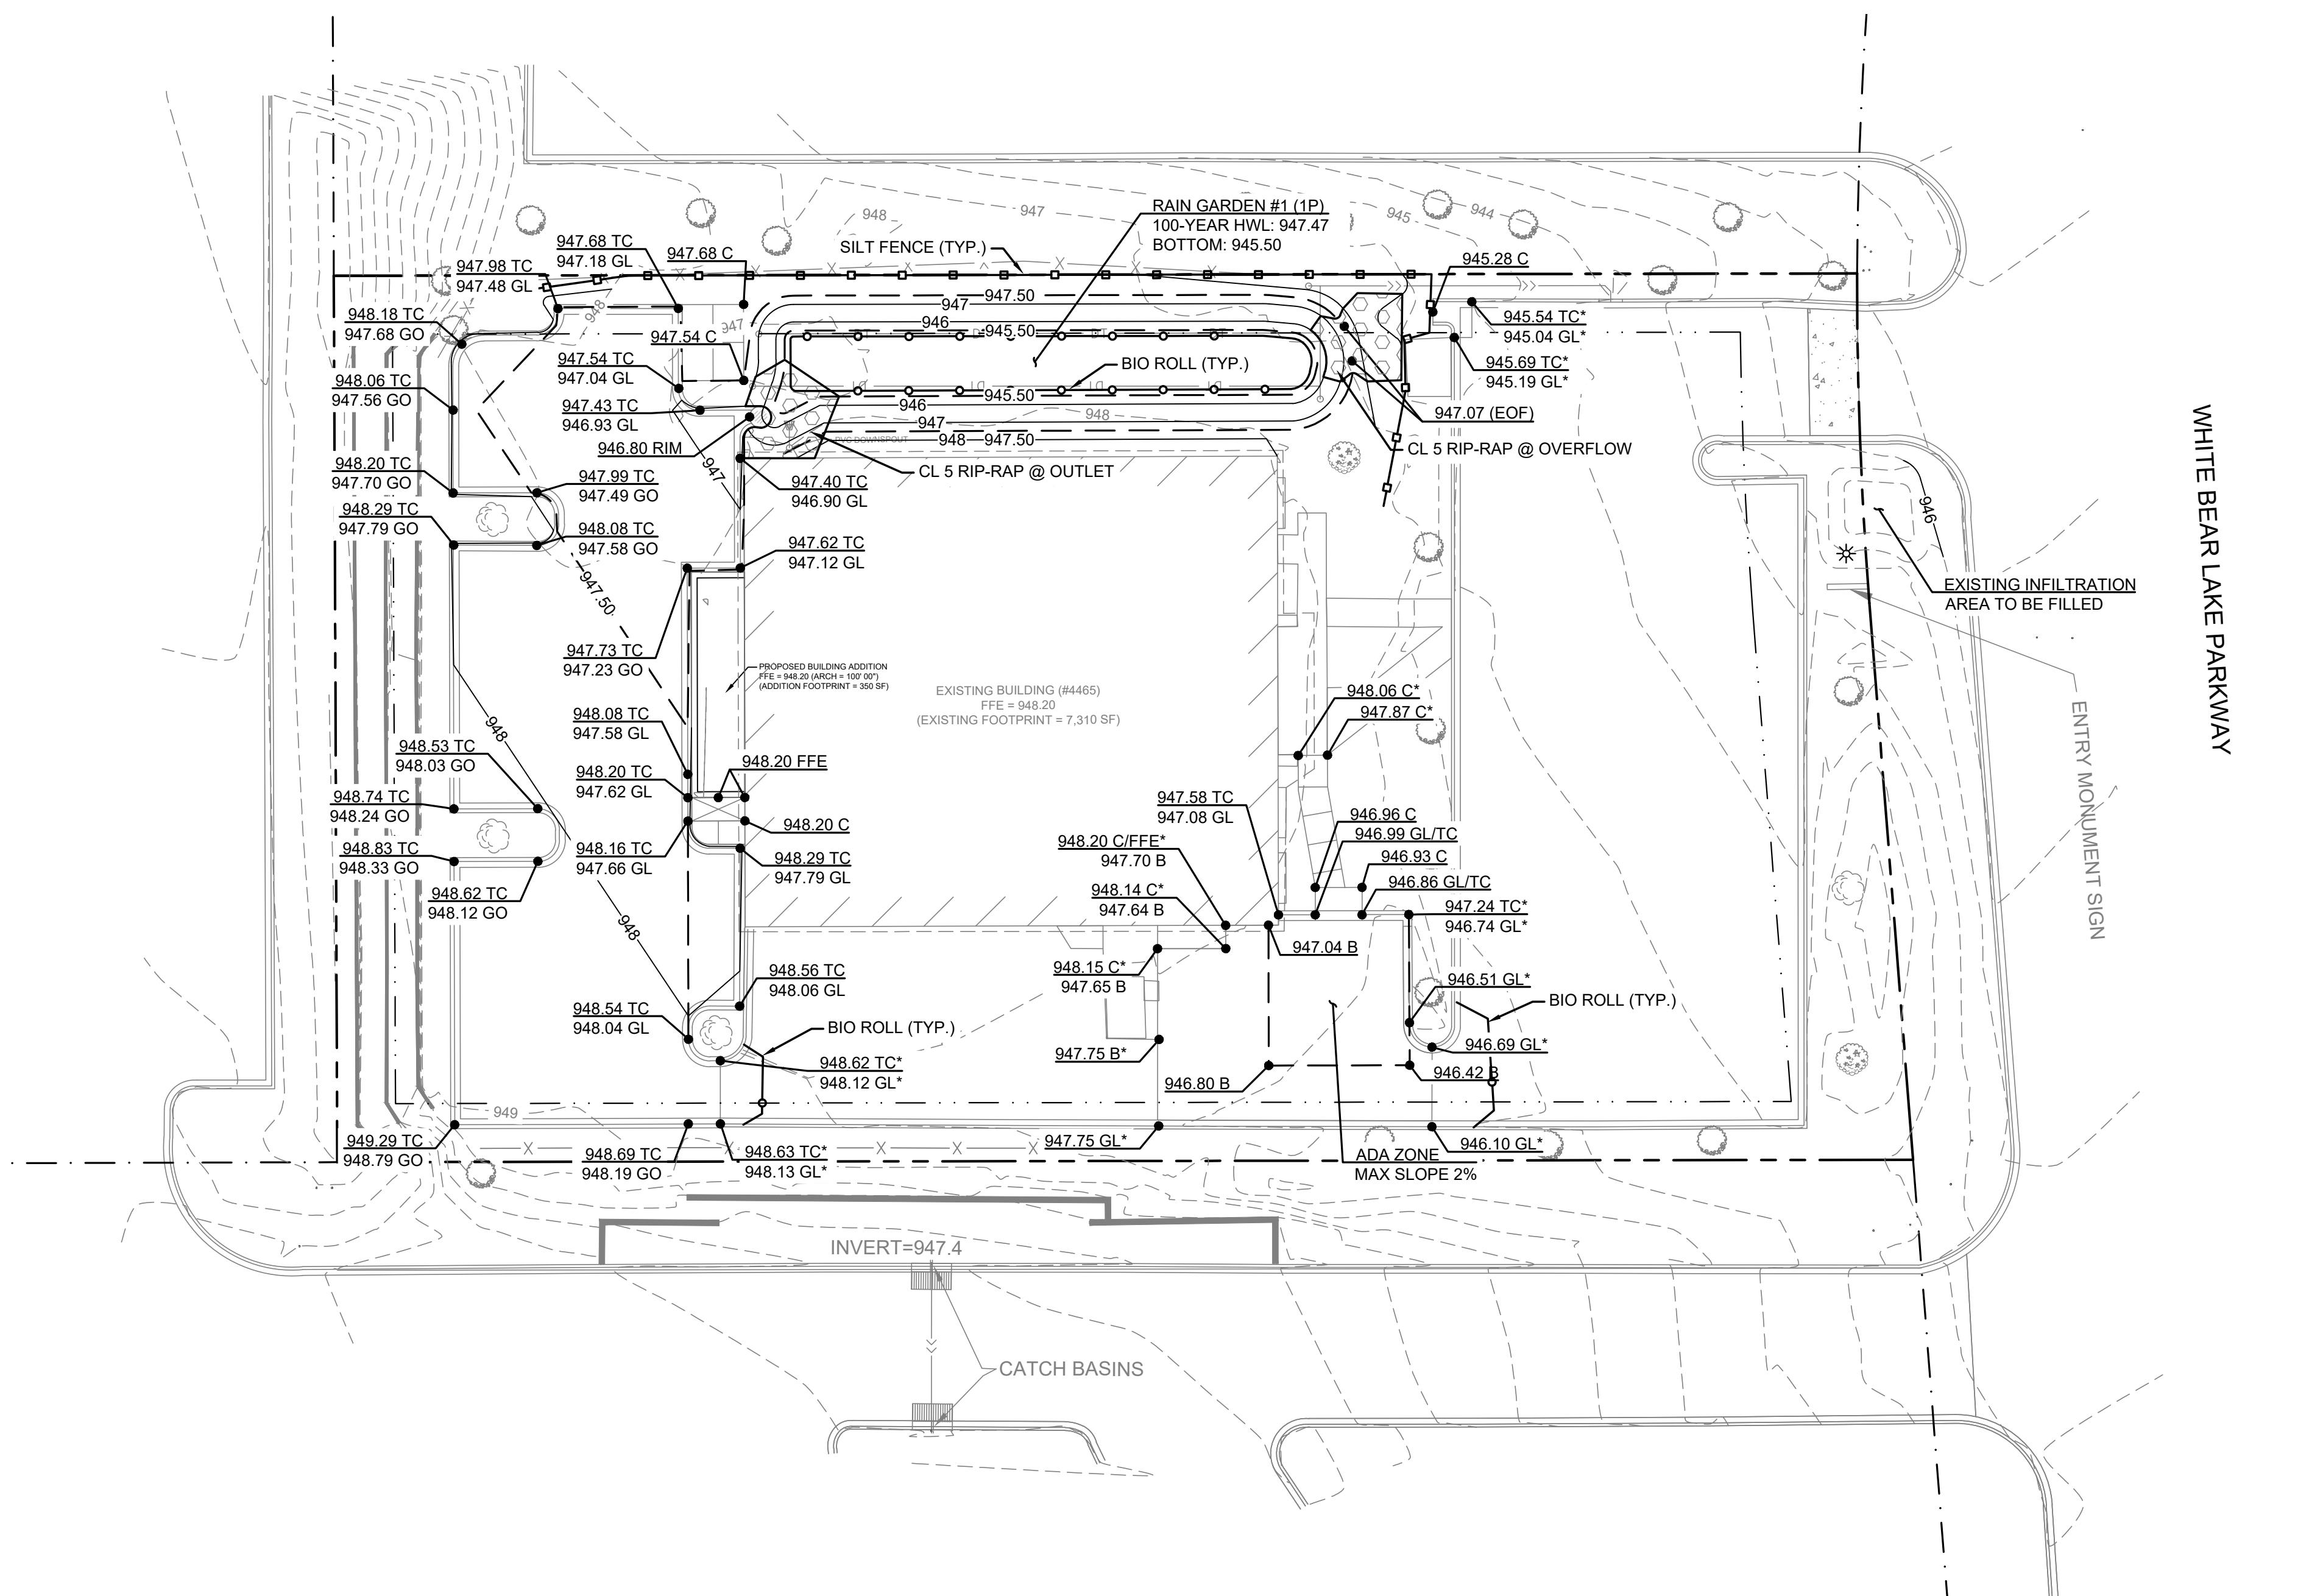 RAIN GARDEN #1 (1P)
100-YEAR HWL: 947.47
BOTTOM: 945.50
948
947
945
944
SILT FENCE (TYP.)
947.68 TC
947.18 GL
947.68 C
947.98 TC
947.48 GL
945.28 C
948.18 TC
947.68 GO
948
947
947.50
947
946
945.50
945.54 TC*
945.04 GL*
947.54 C
947.54 TC
947.04 GL
BIO ROLL (TYP.)
945.69 TC*
945.19 GL*
948.06 TC
947.56 GO
947.43 TC
946.93 GL
945.50
946
948
947
947.07 (EOF)
946.80 RIM
PVC DOWNSPOUT
948
947.50
CL 5 RIP-RAP @ OVERFLOW
CL 5 RIP-RAP @ OUTLET
948.20 TC
947.70 GO
947.99 TC
947.49 GO
947
947.40 TC
946.90 GL
948.29 TC
947.79 GO
948.08 TC
947.58 GO
947.62 TC
947.12 GL
946
WHITE BEAR LAKE PARKWAY
947.50
EXISTING INFILTRATION
AREA TO BE FILLED
947.73 TC
947.23 GO
PROPOSED BUILDING ADDITION
FFE = 948.20 (ARCH = 100' 00")
(ADDITION FOOTPRINT = 350 SF)
EXISTING BUILDING (#4465)
FFE = 948.20
(EXISTING FOOTPRINT = 7,310 SF)
948.06 C*
947.87 C*
ENTRY MONUMENT SIGN
948
948.08 TC
947.58 GL
948.53 TC
948.03 GO
948.20 TC
947.62 GL
948.20 FFE
948.74 TC
948.24 GO
948.20 C
947.58 TC
947.08 GL
946.96 C
946.99 GL/TC
948.83 TC
948.33 GO
948.16 TC
947.66 GL
948.29 TC
947.79 GL
948.20 C/FFE*
947.70 B
946.93 C
946.86 GL/TC
948.62 TC
948.12 GO
948.14 C*
947.64 B
947.24 TC*
946.74 GL*
948
947.04 B
948.56 TC
948.06 GL
948.15 C*
947.65 B
946.51 GL*
BIO ROLL (TYP.)
948.54 TC
948.04 GL
BIO ROLL (TYP.)
948.62 TC*
948.12 GL*
947.75 B*
946.69 GL*
946.80 B
946.42 B
949
949.29 TC
948.79 GO
948.69 TC
948.19 GO
948.63 TC*
948.13 GL*
947.75 GL*
946.10 GL*
ADA ZONE
MAX SLOPE 2%
INVERT=947.4
CATCH BASINS